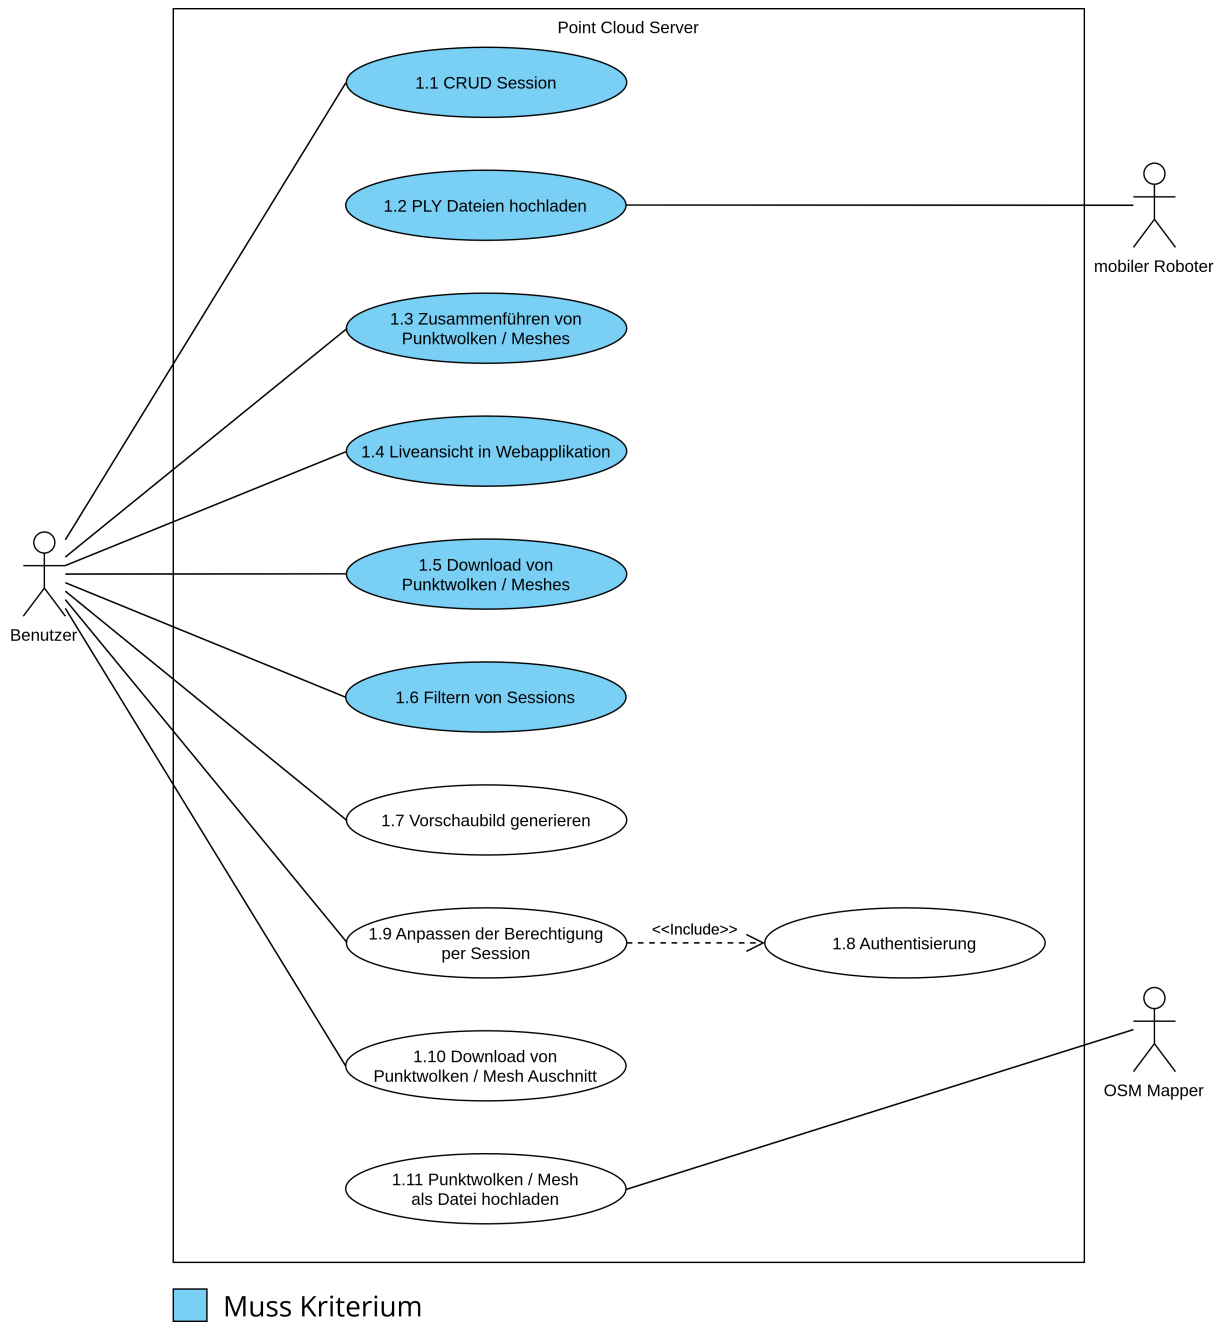 Point Cloud Server
1.1 CRUD Session
1.2 PLY Dateien hochladen
mobiler Roboter
1.3 Zusammenführen von
Punktwolken / Meshes
1.4 Liveansicht in Webapplikation
1.5 Download von
Punktwolken / Meshes
Benutzer
1.6 Filtern von Sessions
1.7 Vorschaubild generieren
1.9 Anpassen der Berechtigung
per Session
<<Include>>
1.8 Authentisierung
1.10 Download von
Punktwolken / Mesh Auschnitt
OSM Mapper
1.11 Punktwolken / Mesh
als Datei hochladen
Muss Kriterium